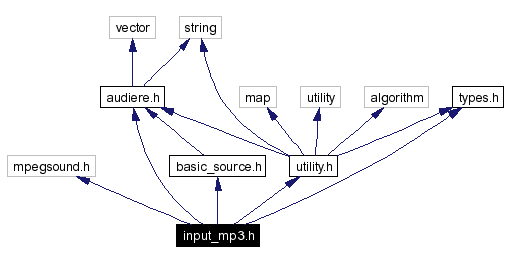 vector
string
audiere.h
map
utility
algorithm
types.h
mpegsound.h
basic_source.h
utility.h
input_mp3.h